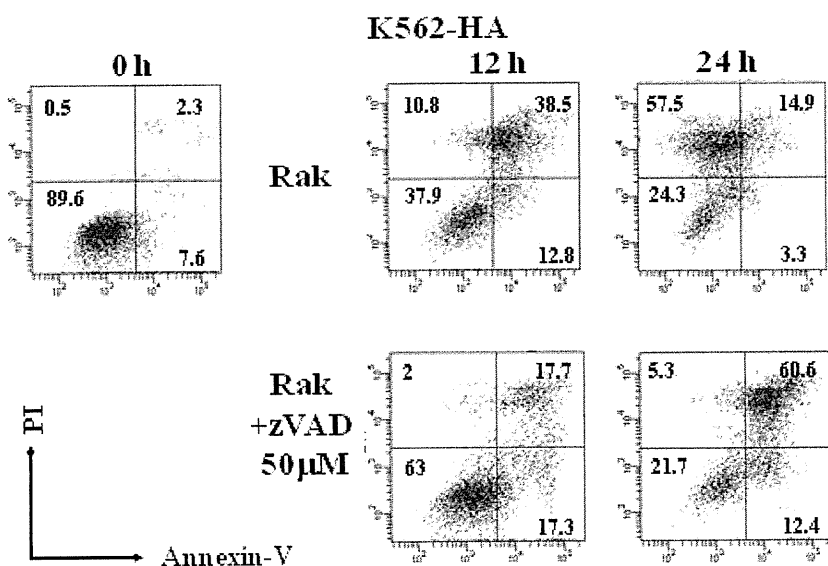 K562-HA
0 h
12 h
24 h
0.5 2.3
89.6
7.6
Rak
10.8 38.5
37.9
12.8
57.5 14.9
24.3
3.3
Rak
+zVAD
50µM
2 17.7
63
17.3
5.3 60.6
21.7
12.4
PI
Annexin-V